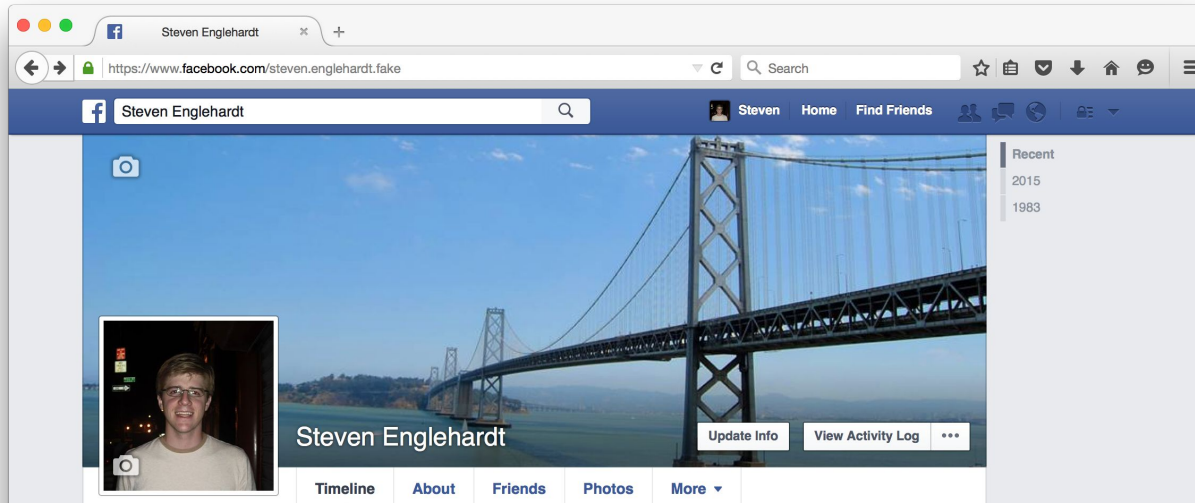 Steven Englehardt
https://www.facebook.com/steven.englehardt.fake
Search
Steven Englehardt
Steven Home Find Friends
Recent
2015
1983
Steven Englehardt
Update Info View Activity Log
Timeline About Friends Photos More